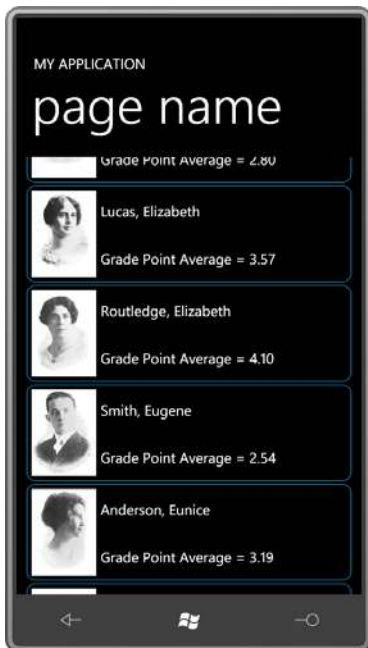 MY APPLICATION
page name
Grade Point Average = 2.80
Lucas, Elizabeth
Grade Point Average = 3.57
Routledge, Elizabeth
Grade Point Average = 4.10
Smith, Eugene
Grade Point Average = 2.54
Anderson, Eunice
Grade Point Average = 3.19